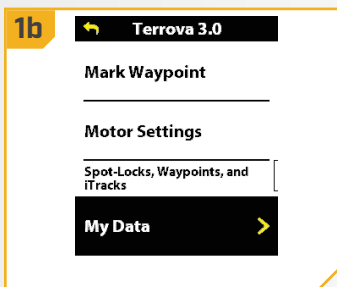 1b
Terrova 3.0
Mark Waypoint
Motor Settings
Spot-Locks, Waypoints, and
iTracks
My Data